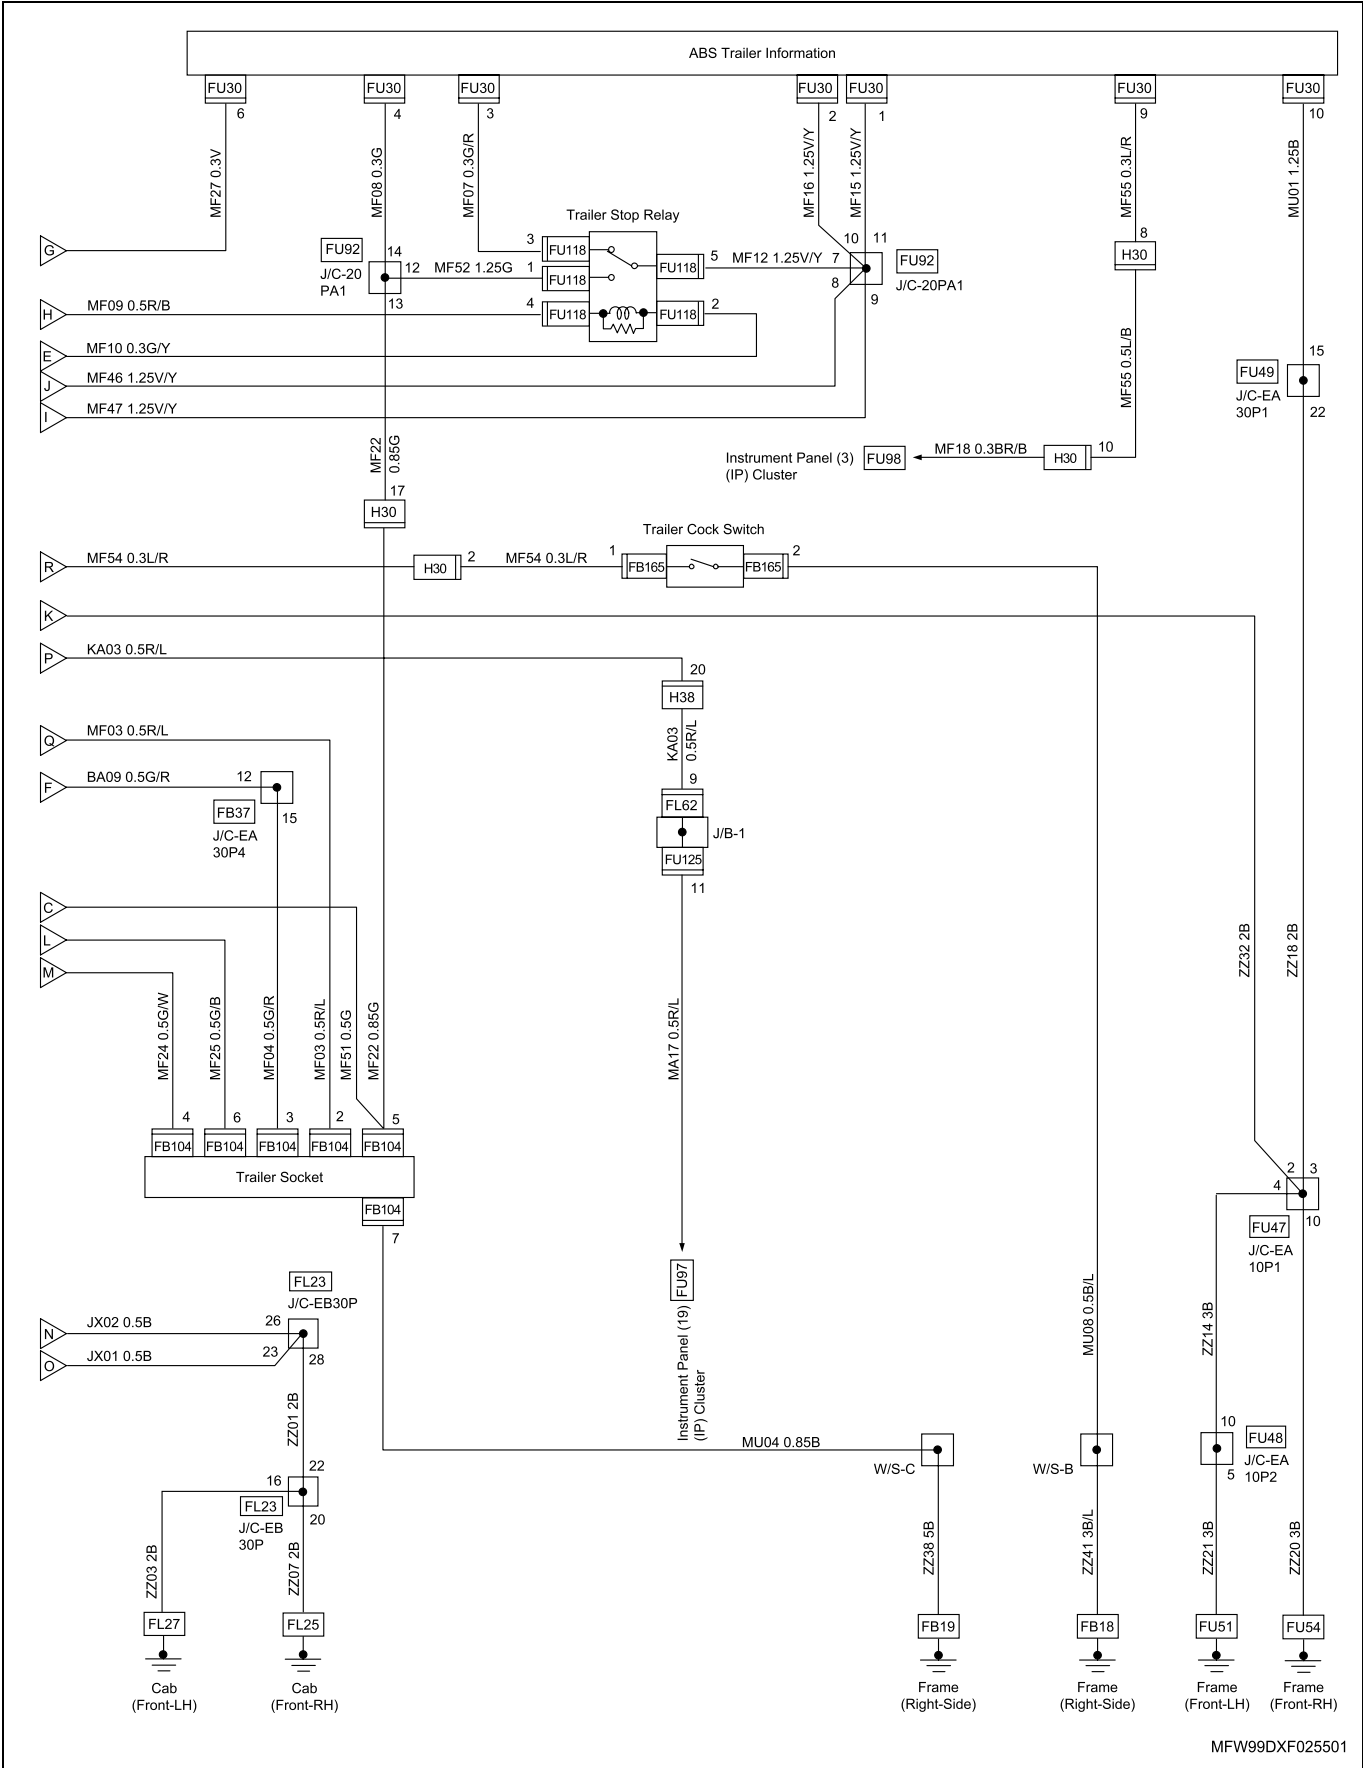 ABS Trailer Information
FU30
FU30
FU30
FU30
FU30
FU30
FU30
6
4
3
2
1
9
10
MF27 0.3V
MF08 0.3G
MF07 0.3G/R
MF16 1.25V/Y
MF15 1.25V/Y
MF55 0.3L/R
MU01 1.25B
Trailer Stop Relay
G
FU92
J/C-20
PA1
14
12
13
MF52 1.25G
3
FU118
1
FU118
4
FU118
5
FU118
2
FU118
MF12 1.25V/Y
10
11
7
8
9
FU92
J/C-20PA1
8
H30
H
MF09 0.5R/B
E
MF10 0.3G/Y
J
MF46 1.25V/Y
I
MF47 1.25V/Y
MF55 0.5L/B
15
FU49
J/C-EA
30P1
22
MF22
0.85G
Instrument Panel (3)
(IP) Cluster
FU98
MF18 0.3BR/B
H30
10
17
H30
Trailer Cock Switch
R
MF54 0.3L/R
H30
2
MF54 0.3L/R
1
FB165
FB165
2
K
P
KA03 0.5R/L
20
H38
KA03
0.5R/L
Q
MF03 0.5R/L
F
BA09 0.5G/R
12
FB37
15
J/C-EA
30P4
9
FL62
J/B-1
FU125
11
C
L
M
ZZ32 2B
ZZ18 2B
MF24 0.5G/W
MF25 0.5G/B
MF04 0.5G/R
MF03 0.5R/L
MF51 0.5G
MF22 0.85G
MA17 0.5R/L
4
6
3
2
5
FB104
FB104
FB104
FB104
FB104
Trailer Socket
FB104
7
2
3
4
10
FU47
J/C-EA
10P1
FU97
Instrument Panel (19)
(IP) Cluster
FL23
J/C-EB30P
N
JX02 0.5B
26
O
JX01 0.5B
23
28
MU08 0.5B/L
ZZ14 3B
ZZ01 2B
MU04 0.85B
W/S-C
W/S-B
10
FU48
J/C-EA
10P2
5
22
16
FL23
20
J/C-EB
30P
ZZ03 2B
ZZ07 2B
ZZ38 5B
ZZ41 3B/L
ZZ21 3B
ZZ20 3B
FL27
FL25
FB19
FB18
FU51
FU54
Cab
(Front-LH)
Cab
(Front-RH)
Frame
(Right-Side)
Frame
(Right-Side)
Frame
(Front-LH)
Frame
(Front-RH)
MFW99DXF025501